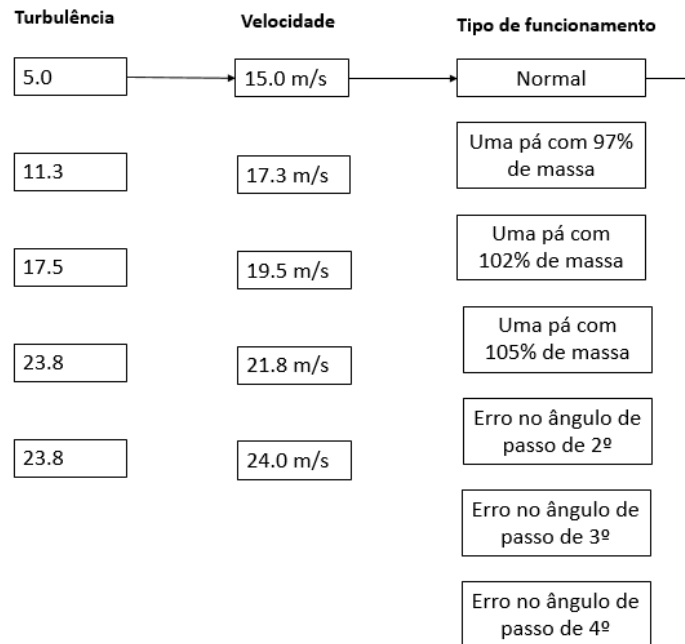 Turbulência Velocidade Tipo de funcionamento
5.0 15.0 m/s Normal
11.3 17.3 m/s Uma pá com 97%
de massa
17.5 19.5 m/s Uma pá com
102% de massa
23.8 21.8 m/s Uma pá com
105% de massa
23.8 24.0 m/s Erro no ângulo de
passo de 2º
Erro no ângulo de
passo de 3º
Erro no ângulo de
passo de 4º